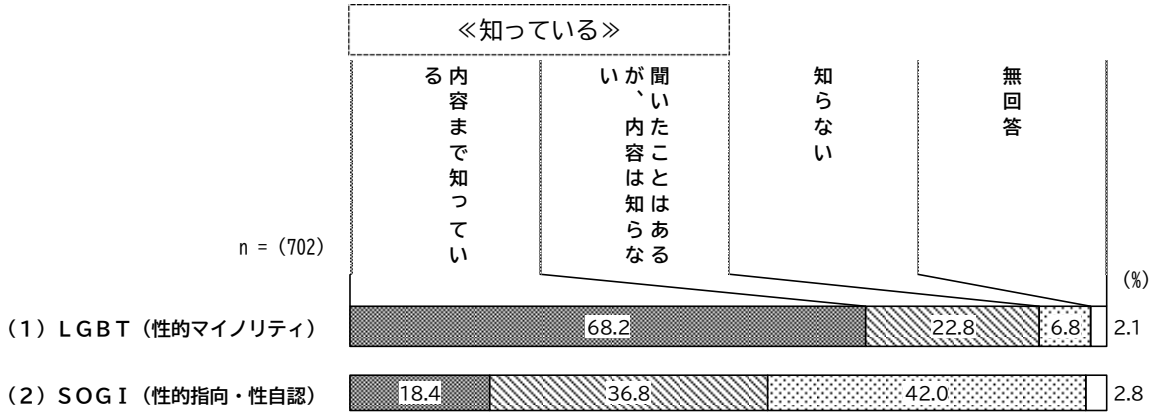 ≪知っている≫
内容まで知ってい
る
聞いたことはある
が、内容は知らな
い
知らない
無回答
n = (702)
(%)
(1) ＬＧＢＴ（性的マイノリティ）
68.2
22.8
6.8
2.1
(2) ＳＯＧＩ（性的指向・性自認）
18.4
36.8
42.0
2.8